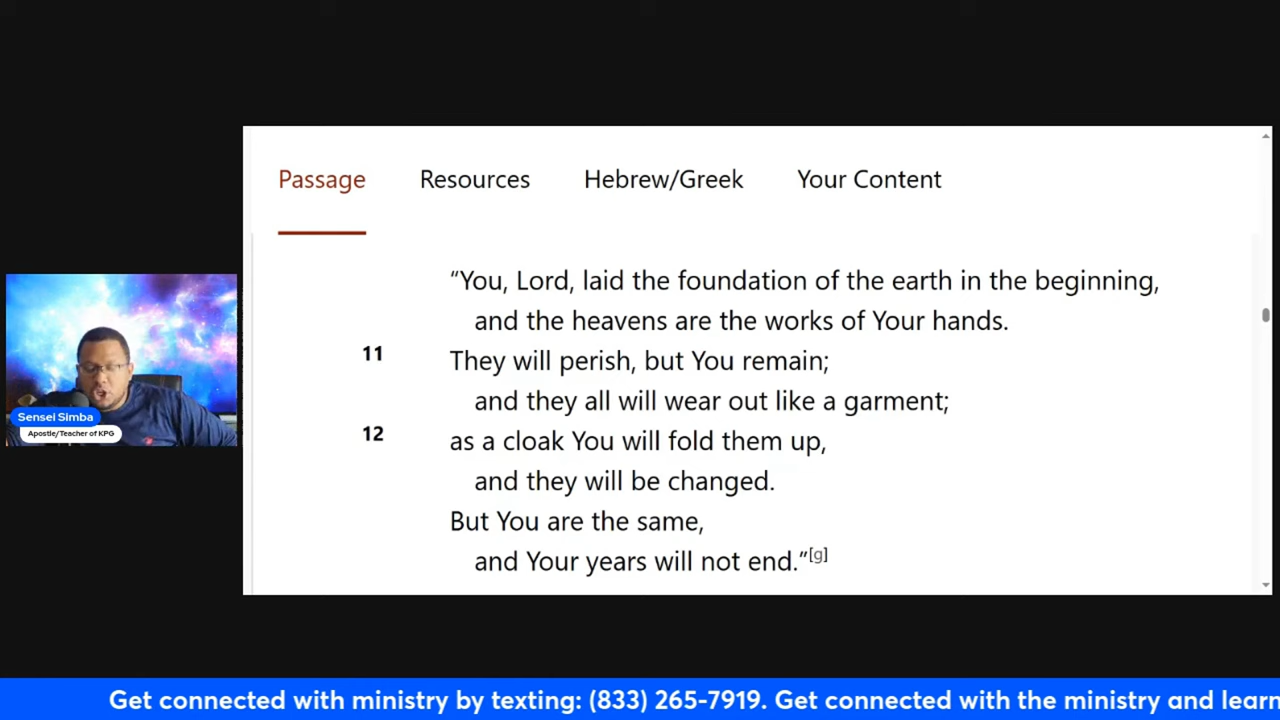 Passage Resources Hebrew/Greek Your Content
“You, Lord, laid the foundation of the earth in the beginning,
and the heavens are the works of Your hands.
11 They will perish, but You remain;
and they all will wear out like a garment;
12 as a cloak You will fold them up,
and they will be changed.
But You are the same,
and Your years will not end.”[g]
Sensei Simba
Apostle/Teacher of KPG
Get connected with ministry by texting: (833) 265-7919. Get connected with the ministry and learn